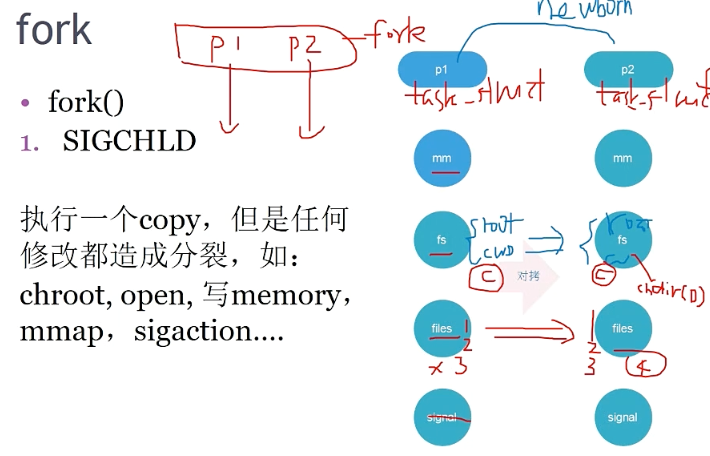 fork
• fork()
1. SIGCHLD
执行一个copy，但是任何
修改都造成分裂，如：
chroot, open, 写memory，
mmap，sigaction....
p1 p2
fork
newborn
p1
p2
task_struct
task_struct
mm
mm
fs
root
cwd
fs
root
cw
C
对拷
C
chdir(D)
files
1
2
x 3
files
1
2
3
4
signal
signal